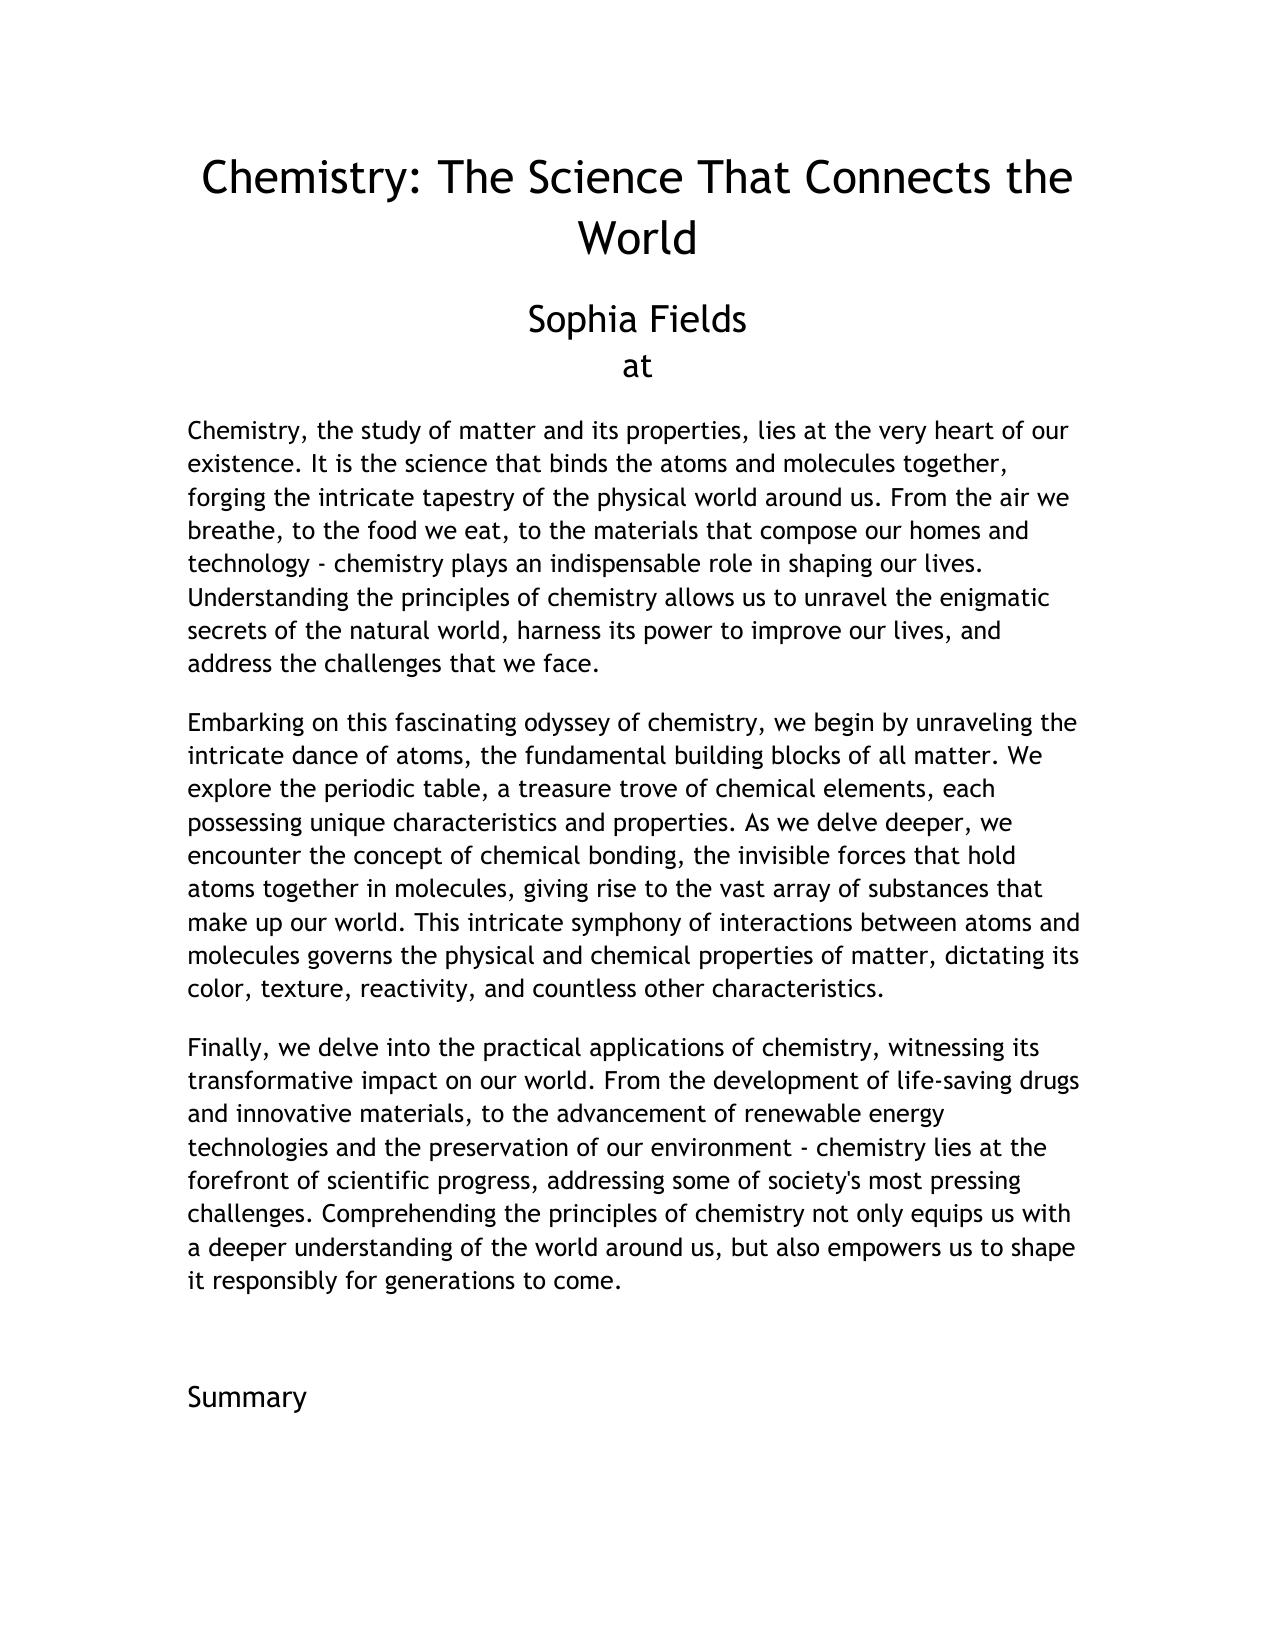 Chemistry: The Science That Connects the
World
Sophia Fields
at
Chemistry, the study of matter and its properties, lies at the very heart of our
existence. It is the science that binds the atoms and molecules together,
forging the intricate tapestry of the physical world around us. From the air we
breathe, to the food we eat, to the materials that compose our homes and
technology - chemistry plays an indispensable role in shaping our lives.
Understanding the principles of chemistry allows us to unravel the enigmatic
secrets of the natural world, harness its power to improve our lives, and
address the challenges that we face.
Embarking on this fascinating odyssey of chemistry, we begin by unraveling the
intricate dance of atoms, the fundamental building blocks of all matter. We
explore the periodic table, a treasure trove of chemical elements, each
possessing unique characteristics and properties. As we delve deeper, we
encounter the concept of chemical bonding, the invisible forces that hold
atoms together in molecules, giving rise to the vast array of substances that
make up our world. This intricate symphony of interactions between atoms and
molecules governs the physical and chemical properties of matter, dictating its
color, texture, reactivity, and countless other characteristics.
Finally, we delve into the practical applications of chemistry, witnessing its
transformative impact on our world. From the development of life-saving drugs
and innovative materials, to the advancement of renewable energy
technologies and the preservation of our environment - chemistry lies at the
forefront of scientific progress, addressing some of society's most pressing
challenges. Comprehending the principles of chemistry not only equips us with
a deeper understanding of the world around us, but also empowers us to shape
it responsibly for generations to come.
Summary